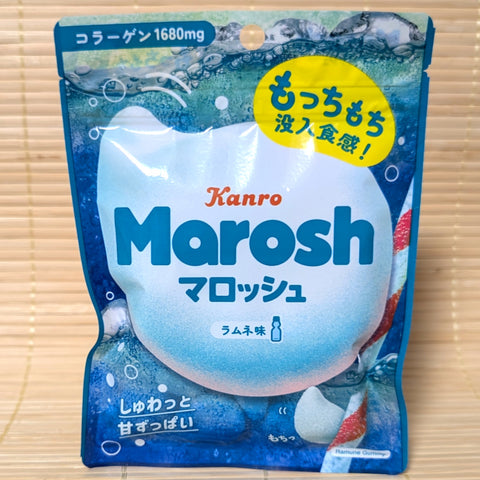 コラーゲン1680mg
もっちもち
没入食感！
Kanro
Marosh
マロッシュ
ラムネ味
しゅわっと
甘ずっぱい
もちっ
Ramune Gummy